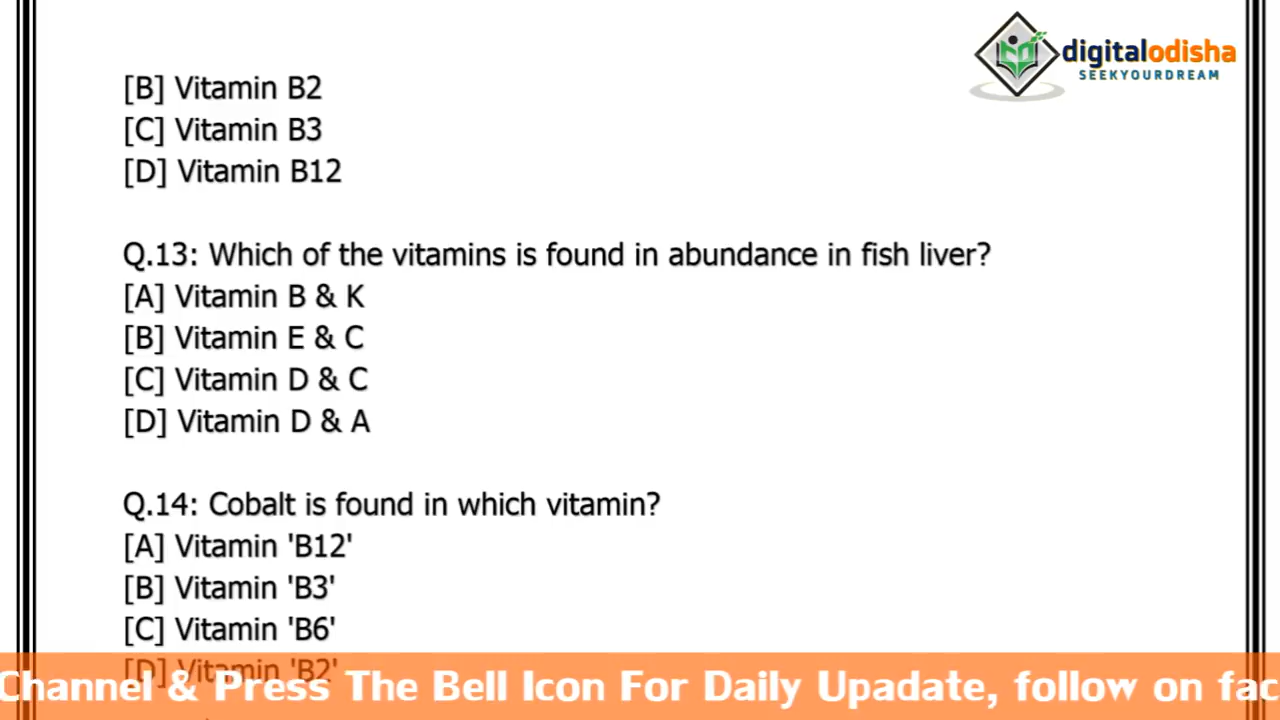 digitalodisha
SEEKYOURDREAM
[B] Vitamin B2
[C] Vitamin B3
[D] Vitamin B12
Q.13: Which of the vitamins is found in abundance in fish liver?
[A] Vitamin B & K
[B] Vitamin E & C
[C] Vitamin D & C
[D] Vitamin D & A
Q.14: Cobalt is found in which vitamin?
[A] Vitamin 'B12'
[B] Vitamin 'B3'
[C] Vitamin 'B6'
[D] Vitamin 'B2'
Channel & Press The Bell Icon For Daily Upadate, follow on fac